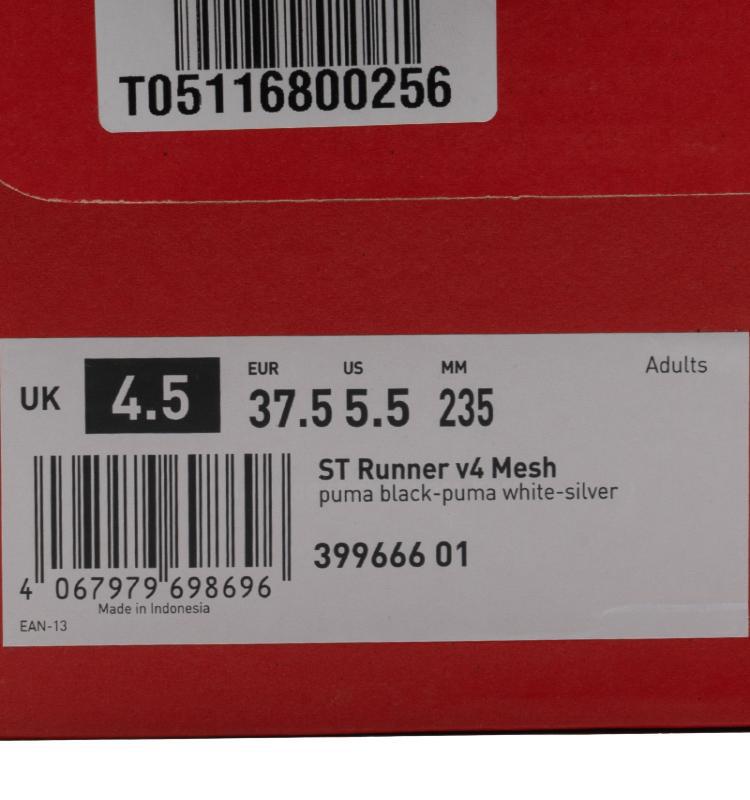 T05116800256
UK 4.5
EUR US MM
37.5 5.5 235
Adults
ST Runner v4 Mesh
puma black-puma white-silver
399666 01
4 067979 698696
Made in Indonesia
EAN-13